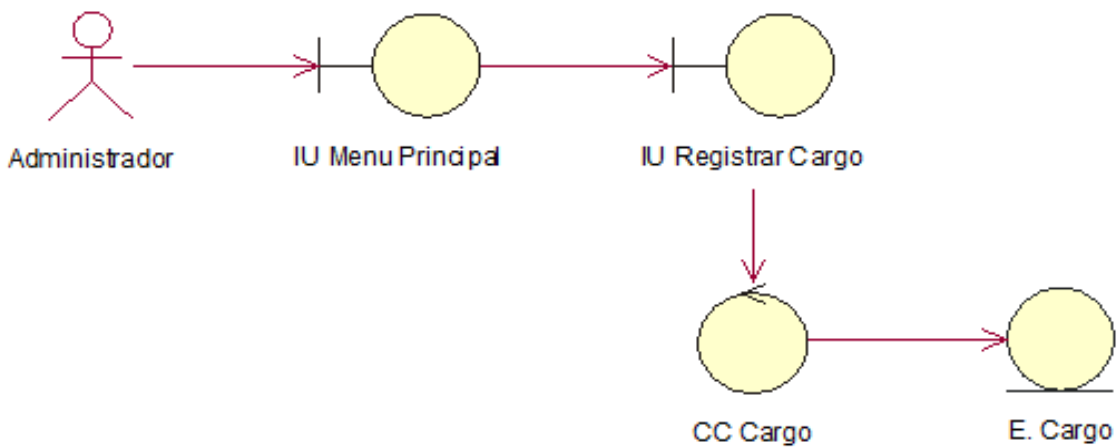 Administrador
IU Menu Principal
IU Registrar Cargo
CC Cargo
E. Cargo